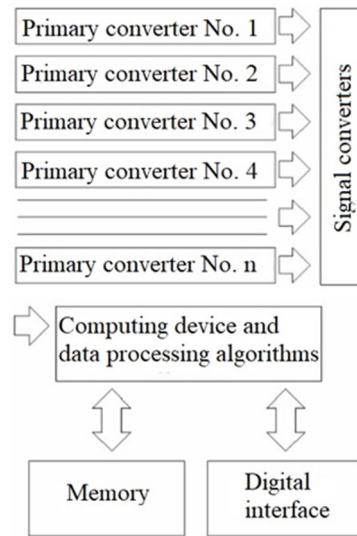 Primary converter No. 1
Primary converter No. 2
Primary converter No. 3
Primary converter No. 4
Primary converter No. n
Signal converters
Computing device and
data processing algorithms
Memory
Digital
interface